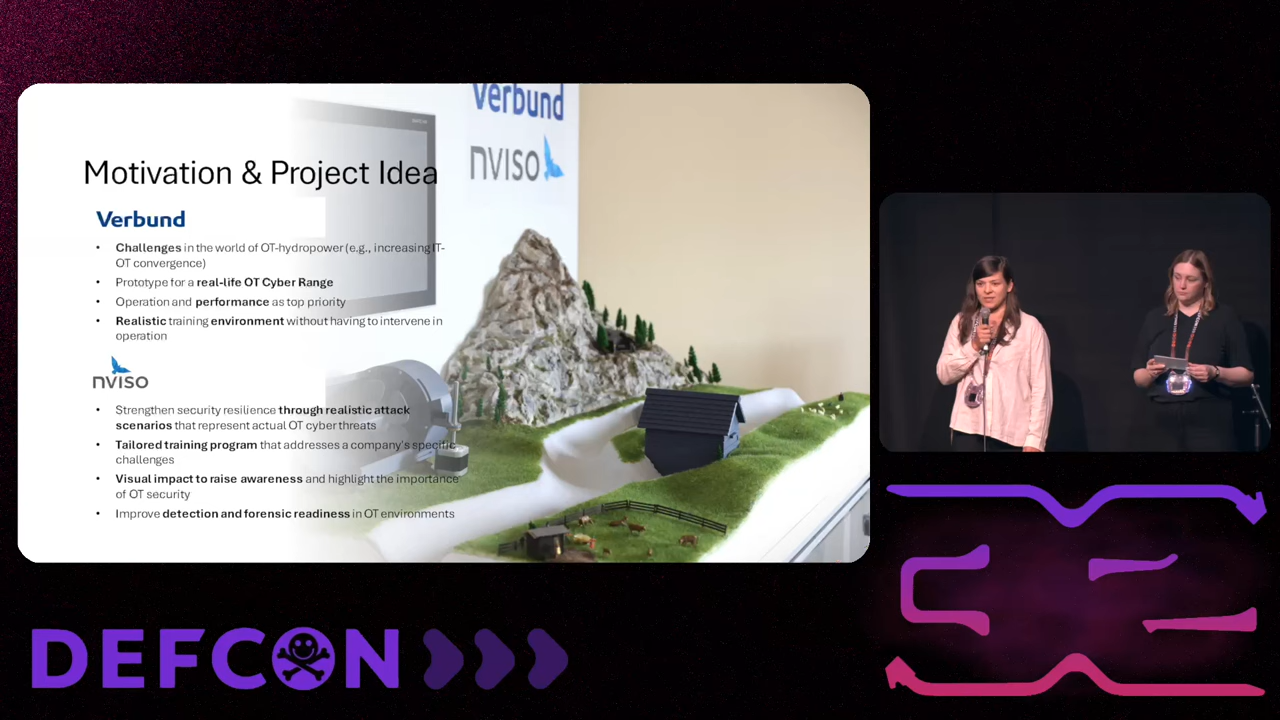 Verbund
nviso
Motivation & Project Idea
Verbund
• Challenges in the world of OT-hydropower (e.g., increasing IT-
OT convergence)
• Prototype for a real-life OT Cyber Range
• Operation and performance as top priority
• Realistic training environment without having to intervene in
operation
nviso
• Strengthen security resilience through realistic attack
scenarios that represent actual OT cyber threats
• Tailored training program that addresses a company's specific
challenges
• Visual impact to raise awareness and highlight the importance
of OT security
• Improve detection and forensic readiness in OT environments
DEFCON